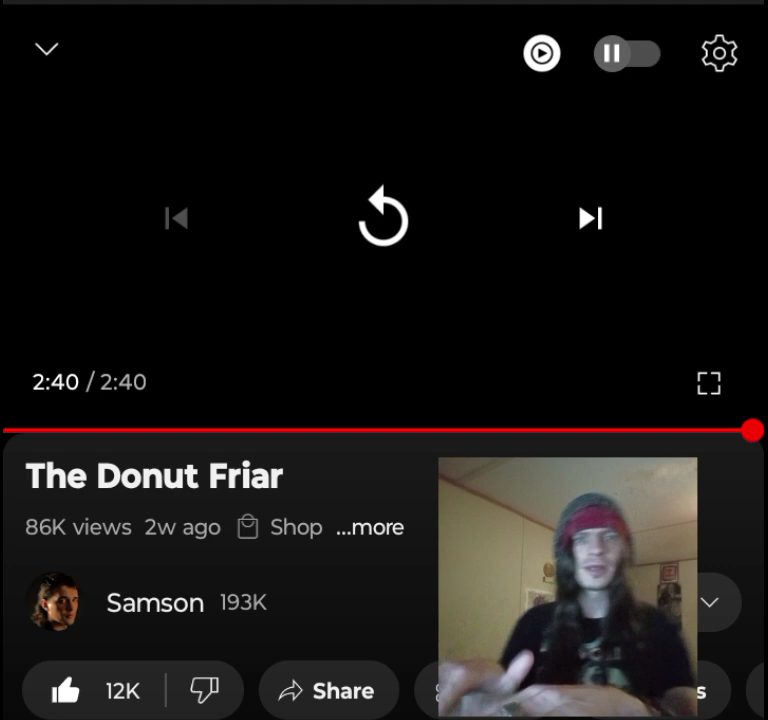 2:40 / 2:40
The Donut Friar
86K views 2w ago Shop ...more
Samson 193K
12K Share s